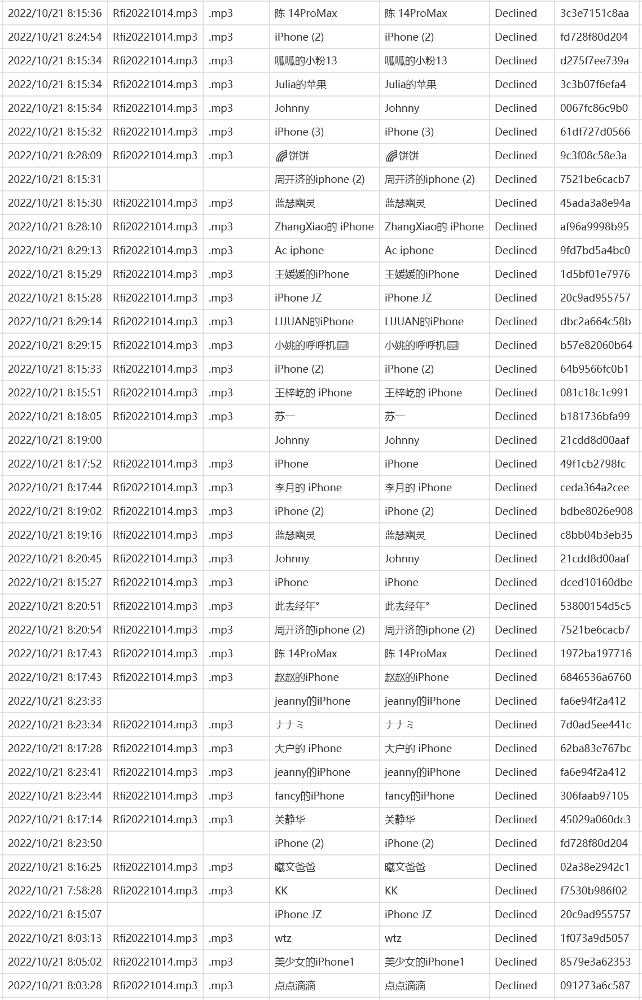 2022/10/21 8:15:36 Rfi20221014.mp3 .mp3 陈 14ProMax 陈 14ProMax Declined 3c3e7151c8aa
2022/10/21 8:24:54 Rfi20221014.mp3 .mp3 iPhone (2) iPhone (2) Declined fd728f80d204
2022/10/21 8:15:34 Rfi20221014.mp3 .mp3 呱呱的小粉13 呱呱的小粉13 Declined d275f7ee739a
2022/10/21 8:15:34 Rfi20221014.mp3 .mp3 Julia的苹果 Julia的苹果 Declined 3c3b07f6efa4
2022/10/21 8:15:34 Rfi20221014.mp3 .mp3 Johnny Johnny Declined 0067fc86c9b0
2022/10/21 8:15:32 Rfi20221014.mp3 .mp3 iPhone (3) iPhone (3) Declined 61df727d0566
2022/10/21 8:28:09 Rfi20221014.mp3 .mp3 🌈饼饼 🌈饼饼 Declined 9c3f08c58e3a
2022/10/21 8:15:31 周开济的iphone (2) 周开济的iphone (2) Declined 7521be6cacb7
2022/10/21 8:15:30 Rfi20221014.mp3 .mp3 蓝瑟幽灵 蓝瑟幽灵 Declined 45ada3a8e94a
2022/10/21 8:28:10 Rfi20221014.mp3 .mp3 ZhangXiao的 iPhone ZhangXiao的 iPhone Declined af96a9998b95
2022/10/21 8:29:13 Rfi20221014.mp3 .mp3 Ac iphone Ac iphone Declined 9fd7bd5a4bc0
2022/10/21 8:15:29 Rfi20221014.mp3 .mp3 王媛媛的iPhone 王媛媛的iPhone Declined 1d5bf01e7976
2022/10/21 8:15:28 Rfi20221014.mp3 .mp3 iPhone JZ iPhone JZ Declined 20c9ad955757
2022/10/21 8:29:14 Rfi20221014.mp3 .mp3 LIJUAN的iPhone LIJUAN的iPhone Declined dbc2a664c58b
2022/10/21 8:29:15 Rfi20221014.mp3 .mp3 小姚的呼呼机📟 小姚的呼呼机📟 Declined b57e82060b64
2022/10/21 8:15:33 Rfi20221014.mp3 .mp3 iPhone (2) iPhone (2) Declined 64b9566fc0b1
2022/10/21 8:15:51 Rfi20221014.mp3 .mp3 王梓屹的 iPhone 王梓屹的 iPhone Declined 081c18c1c991
2022/10/21 8:18:05 Rfi20221014.mp3 .mp3 苏一 苏一 Declined b181736bfa99
2022/10/21 8:19:00 Johnny Johnny Declined 21cdd8d00aaf
2022/10/21 8:17:52 Rfi20221014.mp3 .mp3 iPhone iPhone Declined 49f1cb2798fc
2022/10/21 8:17:44 Rfi20221014.mp3 .mp3 李月的 iPhone 李月的 iPhone Declined ceda364a2cee
2022/10/21 8:19:02 Rfi20221014.mp3 .mp3 iPhone (2) iPhone (2) Declined bdbe8026e908
2022/10/21 8:19:16 Rfi20221014.mp3 .mp3 蓝瑟幽灵 蓝瑟幽灵 Declined c8bb04b3eb35
2022/10/21 8:20:45 Rfi20221014.mp3 .mp3 Johnny Johnny Declined 21cdd8d00aaf
2022/10/21 8:15:27 Rfi20221014.mp3 .mp3 iPhone iPhone Declined dced10160dbe
2022/10/21 8:20:51 Rfi20221014.mp3 .mp3 此去经年° 此去经年° Declined 53800154d5c5
2022/10/21 8:20:54 Rfi20221014.mp3 .mp3 周开济的iphone (2) 周开济的iphone (2) Declined 7521be6cacb7
2022/10/21 8:17:43 Rfi20221014.mp3 .mp3 陈 14ProMax 陈 14ProMax Declined 1972ba197716
2022/10/21 8:17:43 Rfi20221014.mp3 .mp3 赵赵的iPhone 赵赵的iPhone Declined 6846536a6760
2022/10/21 8:23:33 jeanny的iPhone jeanny的iPhone Declined fa6e94f2a412
2022/10/21 8:23:34 Rfi20221014.mp3 .mp3 ナナミ ナナミ Declined 7d0ad5ee441c
2022/10/21 8:17:28 Rfi20221014.mp3 .mp3 大户的 iPhone 大户的 iPhone Declined 62ba83e767bc
2022/10/21 8:23:41 Rfi20221014.mp3 .mp3 jeanny的iPhone jeanny的iPhone Declined fa6e94f2a412
2022/10/21 8:23:44 Rfi20221014.mp3 .mp3 fancy的iPhone fancy的iPhone Declined 306faab97105
2022/10/21 8:17:14 Rfi20221014.mp3 .mp3 关静华 关静华 Declined 45029a060dc3
2022/10/21 8:23:50 iPhone (2) iPhone (2) Declined fd728f80d204
2022/10/21 8:16:25 Rfi20221014.mp3 .mp3 曦文爸爸 曦文爸爸 Declined 02a38e2942c1
2022/10/21 7:58:28 Rfi20221014.mp3 .mp3 KK KK Declined f7530b986f02
2022/10/21 8:15:07 iPhone JZ iPhone JZ Declined 20c9ad955757
2022/10/21 8:03:13 Rfi20221014.mp3 .mp3 wtz wtz Declined 1f073a9d5057
2022/10/21 8:05:02 Rfi20221014.mp3 .mp3 美少女的iPhone1 美少女的iPhone1 Declined 8579e3a62353
2022/10/21 8:03:28 Rfi20221014.mp3 .mp3 点点滴滴 点点滴滴 Declined 091273a6c587